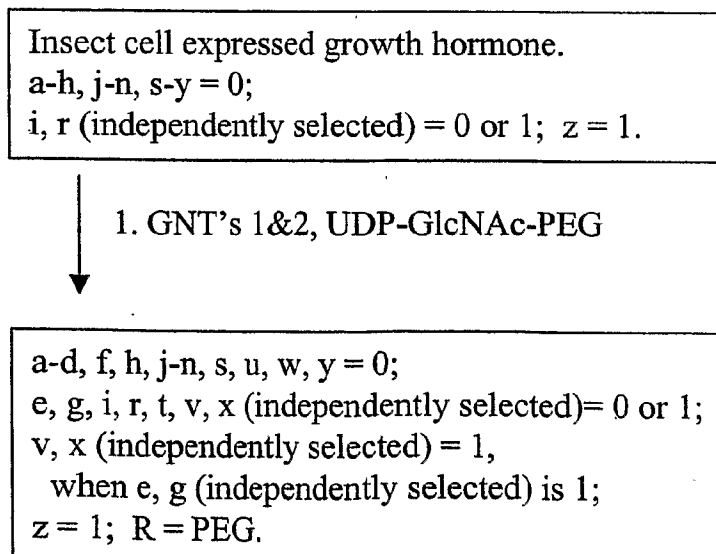 Insect cell expressed growth hormone.
a-h, j-n, s-y = 0;
i, r (independently selected) = 0 or 1; z = 1.
1. GNT's 1&2, UDP-GlcNAc-PEG
a-d, f, h, j-n, s, u, w, y = 0;
e, g, i, r, t, v, x (independently selected)= 0 or 1;
v, x (independently selected) = 1,
when e, g (independently selected) is 1;
z = 1; R = PEG.